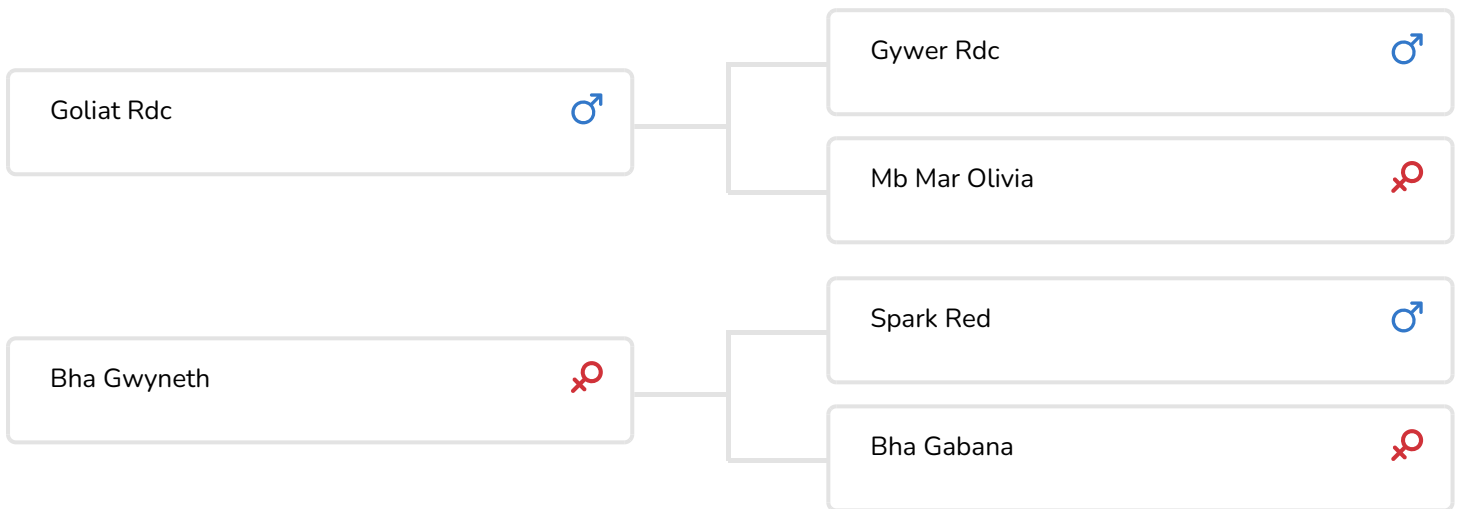 Gywer Rdc
Goliat Rdc
Mb Mar Olivia
Spark Red
Bha Gwyneth
Bha Gabana